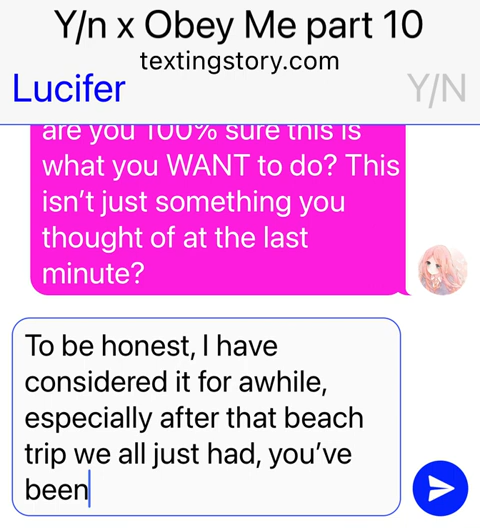 Y/n x Obey Me part 10
textingstory.com
Lucifer
Y/N
are you 100% sure this is
what you WANT to do? This
isn't just something you
thought of at the last
minute?
To be honest, I have
considered it for awhile,
especially after that beach
trip we all just had, you've
been